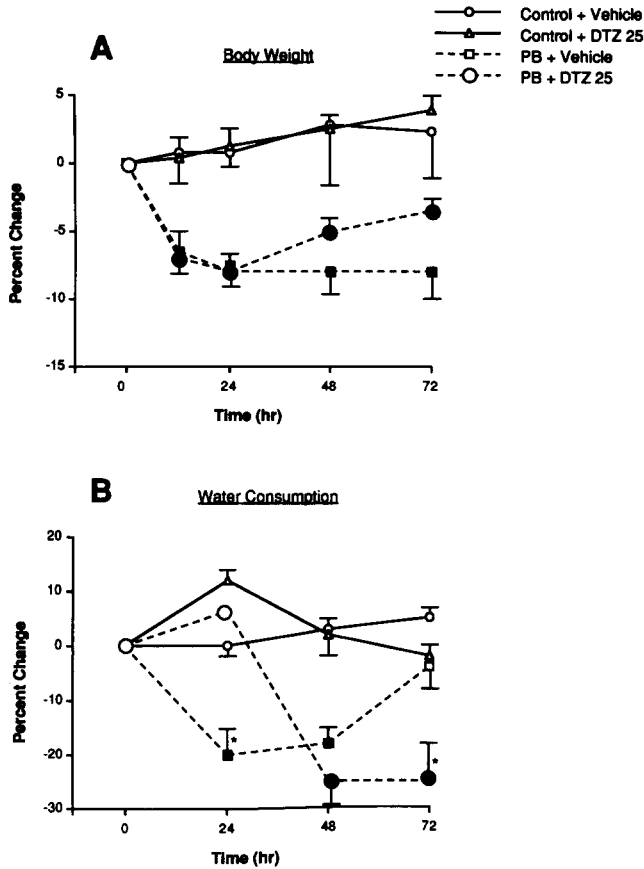 Control + Vehicle
Control + DTZ 25
PB + Vehicle
PB + DTZ 25
A
Body Weight
5
0
-5
-10
-15
Percent Change
0
24
48
72
Time (hr)
B
Water Consumption
20
10
0
-10
-20
-30
Percent Change
*
*
0
24
48
72
Time (hr)